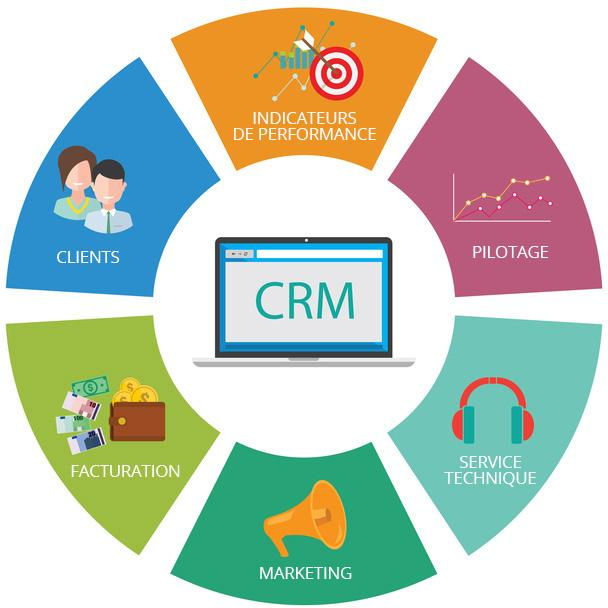 INDICATEURS
DE PERFORMANCE
PILOTAGE
CLIENTS
CRM
FACTURATION
SERVICE
TECHNIQUE
MARKETING